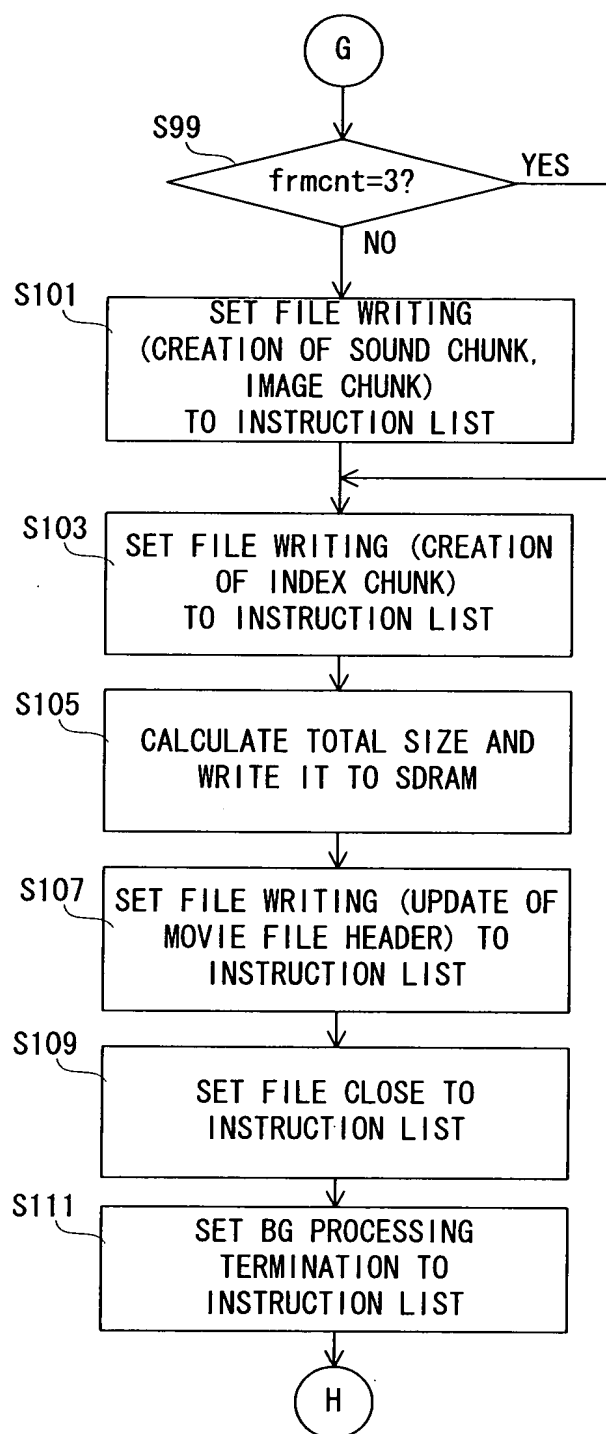 G
S99
frmcnt=3?
YES
NO
S101
SET FILE WRITING
(CREATION OF SOUND CHUNK,
IMAGE CHUNK)
TO INSTRUCTION LIST
S103
SET FILE WRITING (CREATION
OF INDEX CHUNK)
TO INSTRUCTION LIST
S105
CALCULATE TOTAL SIZE AND
WRITE IT TO SDRAM
S107
SET FILE WRITING (UPDATE OF
MOVIE FILE HEADER) TO
INSTRUCTION LIST
S109
SET FILE CLOSE TO
INSTRUCTION LIST
S111
SET BG PROCESSING
TERMINATION TO
INSTRUCTION LIST
H